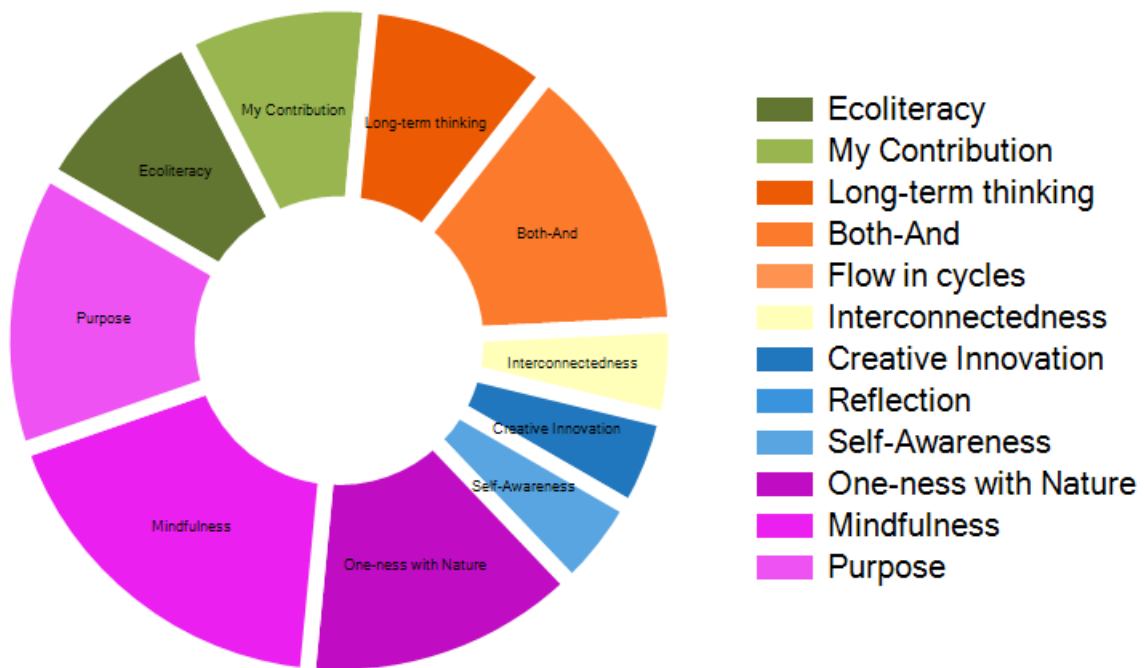 My Contribution
Long-term thinking
Ecoliteracy
Both-And
Purpose
Interconnectedness
Creative Innovation
Self-Awareness
Mindfulness
One-ness with Nature
Ecoliteracy
My Contribution
Long-term thinking
Both-And
Flow in cycles
Interconnectedness
Creative Innovation
Reflection
Self-Awareness
One-ness with Nature
Mindfulness
Purpose